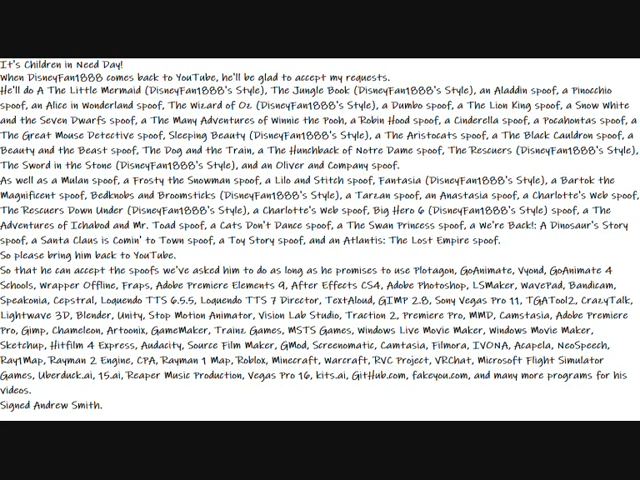 It's Children in Need Day!
When DisneyFan1888 comes back to YouTube, he'll be glad to accept my requests.
He'll do A The Little Mermaid (DisneyFan1888's Style), The Jungle Book (DisneyFan1888's Style), an Aladdin spoof, a Pinocchio
spoof, an Alice in Wonderland spoof, The Wizard of Oz (DisneyFan1888's Style), a Dumbo spoof, a The Lion King spoof, a Snow White
and the Seven Dwarfs spoof, a The Many Adventures of Winnie the Pooh, a Robin Hood spoof, a Cinderella spoof, a Pocahontas spoof, a
The Great Mouse Detective spoof, Sleeping Beauty (DisneyFan1888's Style), a The Aristocats spoof, a The Black Cauldron spoof, a
Beauty and the Beast spoof, The Dog and the Train, a The Hunchback of Notre Dame spoof, The Rescuers (DisneyFan1888's Style),
The Sword in the Stone (DisneyFan1888's Style), and an Oliver and Company spoof.
As well as a Mulan spoof, a Frosty the Snowman spoof, a Lilo and Stitch spoof, Fantasia (DisneyFan1888's Style), a Bartok the
Magnificent spoof, Bedknobs and Broomsticks (DisneyFan1888's Style), a Tarzan spoof, an Anastasia spoof, a Charlotte's Web spoof,
The Rescuers Down Under (DisneyFan1888's Style), a Charlotte's Web spoof, Big Hero 6 (DisneyFan1888's Style) spoof, a The
Adventures of Ichabod and Mr. Toad spoof, a Cats Don't Dance spoof, a The Swan Princess spoof, a We're Back!: A Dinosaur's Story
spoof, a Santa Claus is Comin' to Town spoof, a Toy Story spoof, and an Atlantis: The Lost Empire spoof.
So please bring him back to YouTube.
So that he can accept the spoofs we've asked him to do as long as he promises to use Plotagon, GoAnimate, Vyond, GoAnimate 4
Schools, Wrapper Offline, Fraps, Adobe Premiere Elements 9, After Effects CS4, Adobe Photoshop, LSMaker, WavePad, Bandicam,
Speakonia, Cepstral, Loquendo TTS 6.5.5, Loquendo TTS 7 Director, TextAloud, GIMP 2.8, Sony Vegas Pro 11, TGATool2, CrazyTalk,
Lightwave 3D, Blender, Unity, Stop Motion Animator, Vision Lab Studio, Traction 2, Premiere Pro, MMD, Camstasia, Adobe Premiere
Pro, Gimp, Chameleon, Artoonix, GameMaker, Trainz Games, MSTS Games, Windows Live Movie Maker, Windows Movie Maker,
Sketchup, Hitfilm 4 Express, Audacity, Source Film Maker, GMod, Screenomatic, Camtasia, Filmora, IVONA, Acapela, NeoSpeech,
Ray1Map, Rayman 2 Engine, CPA, Rayman 1 Map, Roblox, Minecraft, Warcraft, RVC Project, VRChat, Microsoft Flight Simulator
Games, Uberduck.ai, 15.ai, Reaper Music Production, Vegas Pro 16, kits.ai, GitHub.com, fakeyou.com, and many more programs for his
videos.
Signed Andrew Smith.